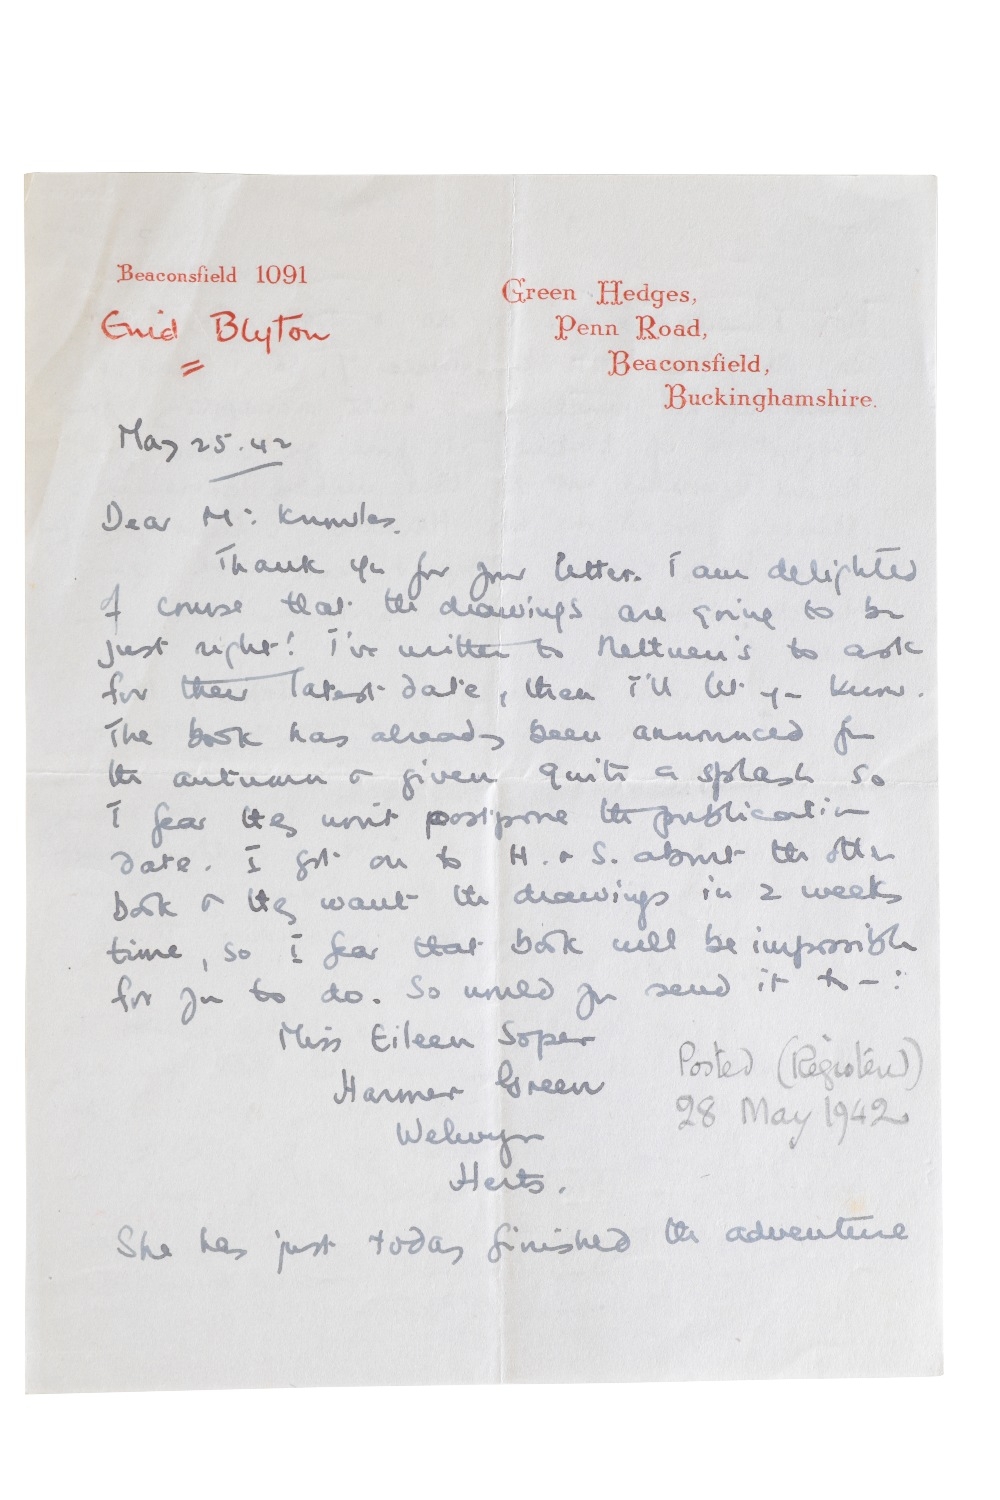 Beaconsfield 1091
Enid Blyton
Green Hedges,
Penn Road,
Beaconsfield,
Buckinghamshire.
May 25.42
Dear Mr. Knowles,
Thank you for your letter. I am delighted
of course that the drawings are going to be
just right! I've written to Methuen's to ask
for their latest date, then I'll let you know.
The book has already been announced for
the autumn & given quite a splash so
I fear they won't postpone the publication
date. I got on to H. & S. about the other
book & they want the drawings in 2 weeks
time, so I fear that book will be impossible
for you to do. So would you send it to -:
Miss Eileen Soper
Harmer Green
Welwyn
Herts.
Posted (Registered)
28 May 1942
She has just today finished the adventure